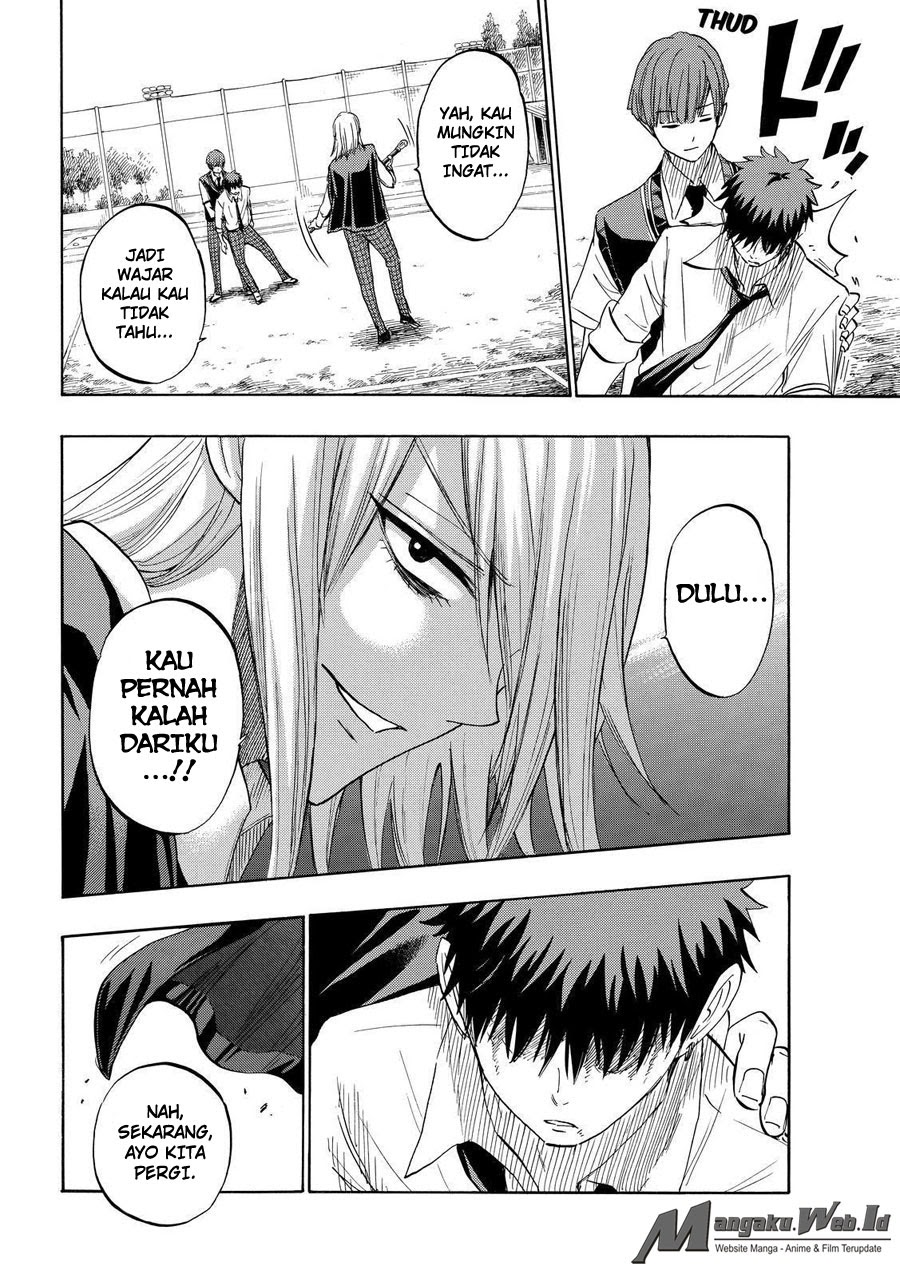 THUD
ドッ
YAH, KAU
MUNGKIN
TIDAK
INGAT...
JADI
WAJAR
KALAU KAU
TIDAK
TAHU...
DULU...
KAU
PERNAH
KALAH
DARIKU
...!!
NAH,
SEKARANG,
AYO KITA
PERGI.
Mangaku.Web.Id
Website Manga - Anime & Film Terupdate